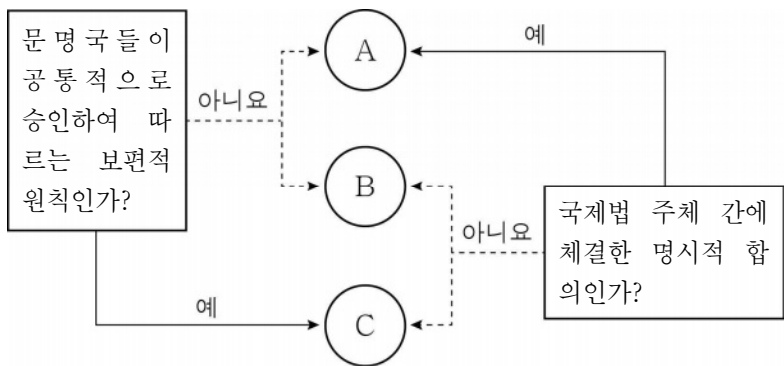 문명국들이
공통적으로
승인하여 따
르는 보편적
원칙인가?
아니요
예
A
B
C
예
아니요
국제법 주체 간에
체결한 명시적 합
의인가?